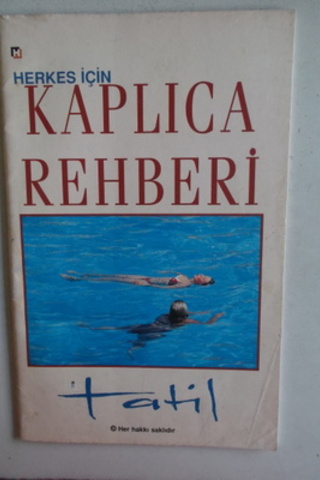 H
HERKES İÇİN
KAPLICA
REHBERİ
tatil
© Her hakkı saklıdır